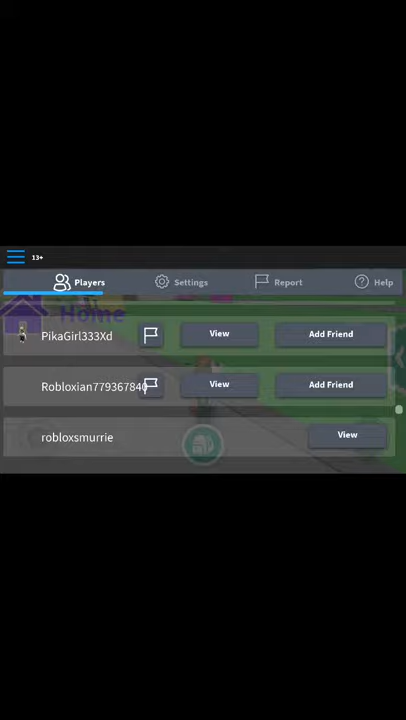 13+
Players Settings Report Help
Home
PikaGirl333Xd View Add Friend
Robloxian779367840 View Add Friend
robloxsmurrie View